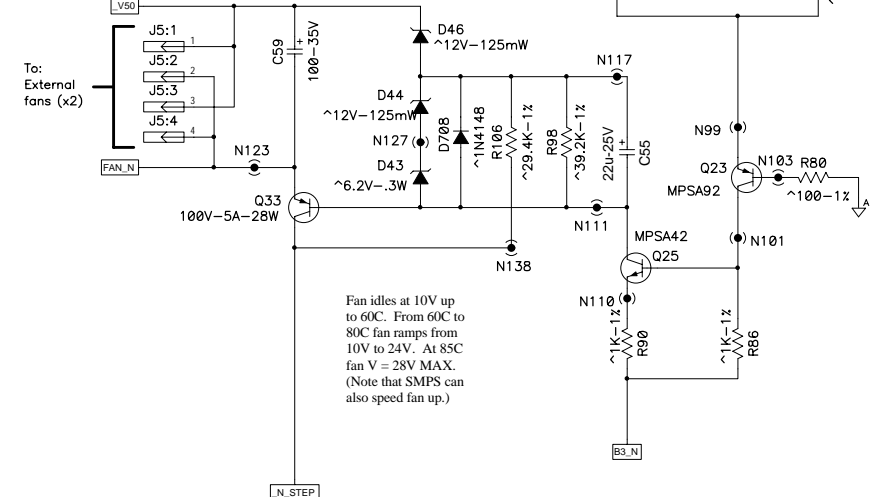 _V50
J5:1
1
J5:2
2
J5:3
3
J5:4
4
To:
External
fans (x2)
C59
+
100-35V
D46
^12V-125mW
N117
D44
^12V-125mW
N127
D708
^1N4148
R106
^29.4K-1%
R98
^39.2K-1%
22u-25V
+
C55
N99
N123
FAN_N
D43
^6.2V-.3W
Q23
MPSA92
N103
R80
^100-1%
A
Q33
100V-5A-28W
N111
MPSA42
Q25
N101
N138
N110
^1K-1%
R90
^1K-1%
R86
Fan idles at 10V up
to 60C. From 60C to
80C fan ramps from
10V to 24V. At 85C
fan V = 28V MAX.
(Note that SMPS can
also speed fan up.)
B3_N
_N_STEP